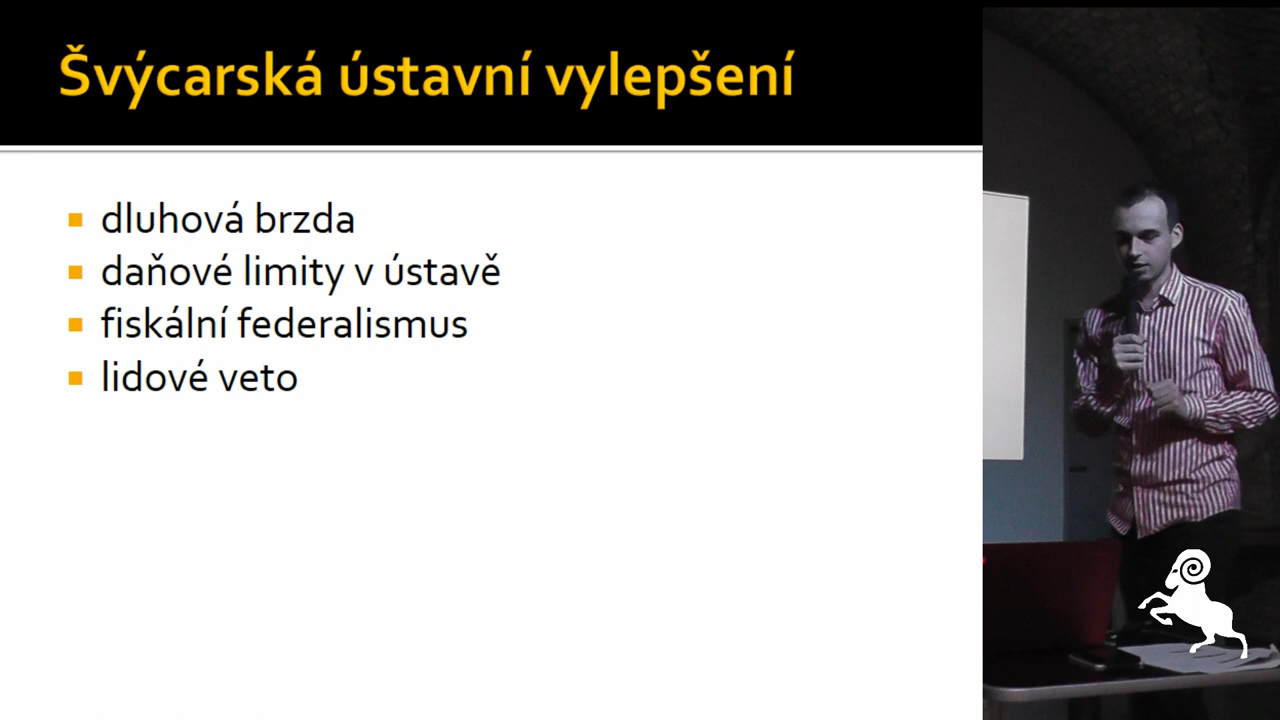 Švýcarská ústavní vylepšení
dluhová brzda
daňové limity v ústavě
fiskální federalismus
lidové veto